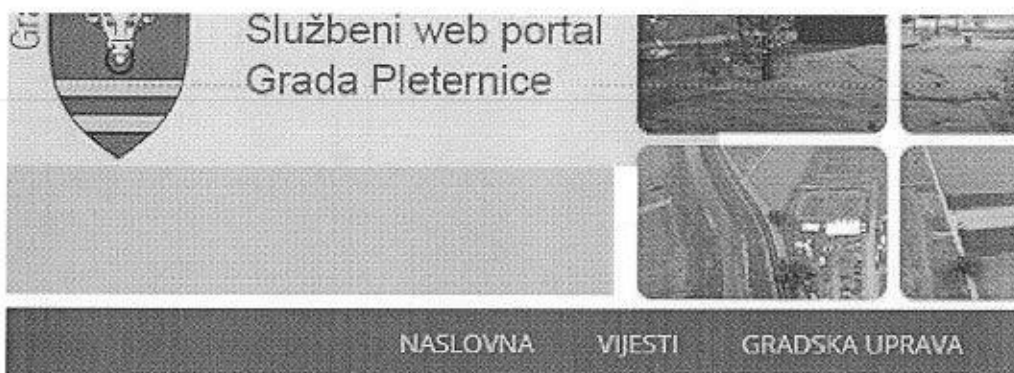 Službeni web portal
Grada Pleternice
NASLOVNA VIJESTI GRADSKA UPRAVA